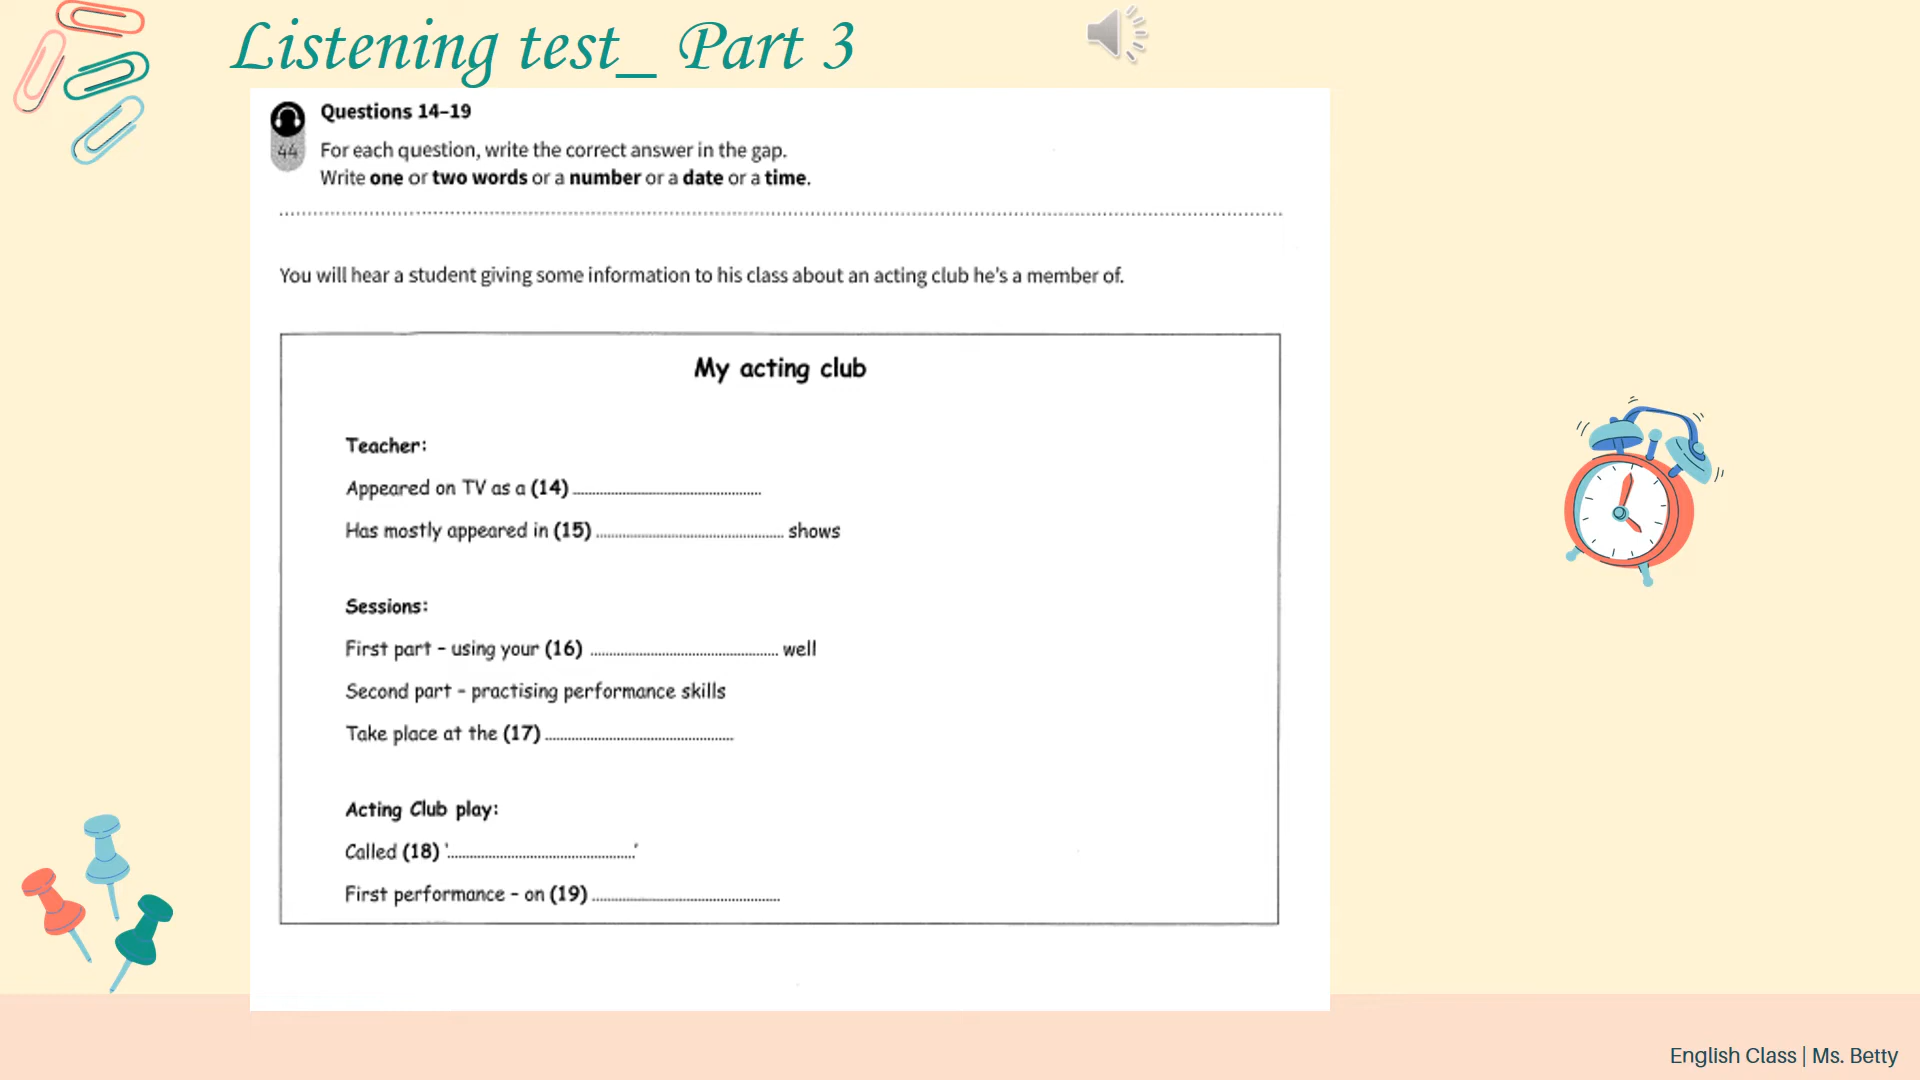 Listening test_ Part 3
Questions 14–19
44
For each question, write the correct answer in the gap.
Write one or two words or a number or a date or a time.
You will hear a student giving some information to his class about an acting club he's a member of.
My acting club
Teacher:
Appeared on TV as a (14) ........................................
Has mostly appeared in (15) ........................................ shows
Sessions:
First part – using your (16) ........................................ well
Second part – practising performance skills
Take place at the (17) ........................................
Acting Club play:
Called (18) '........................................'
First performance – on (19) ........................................
English Class | Ms. Betty